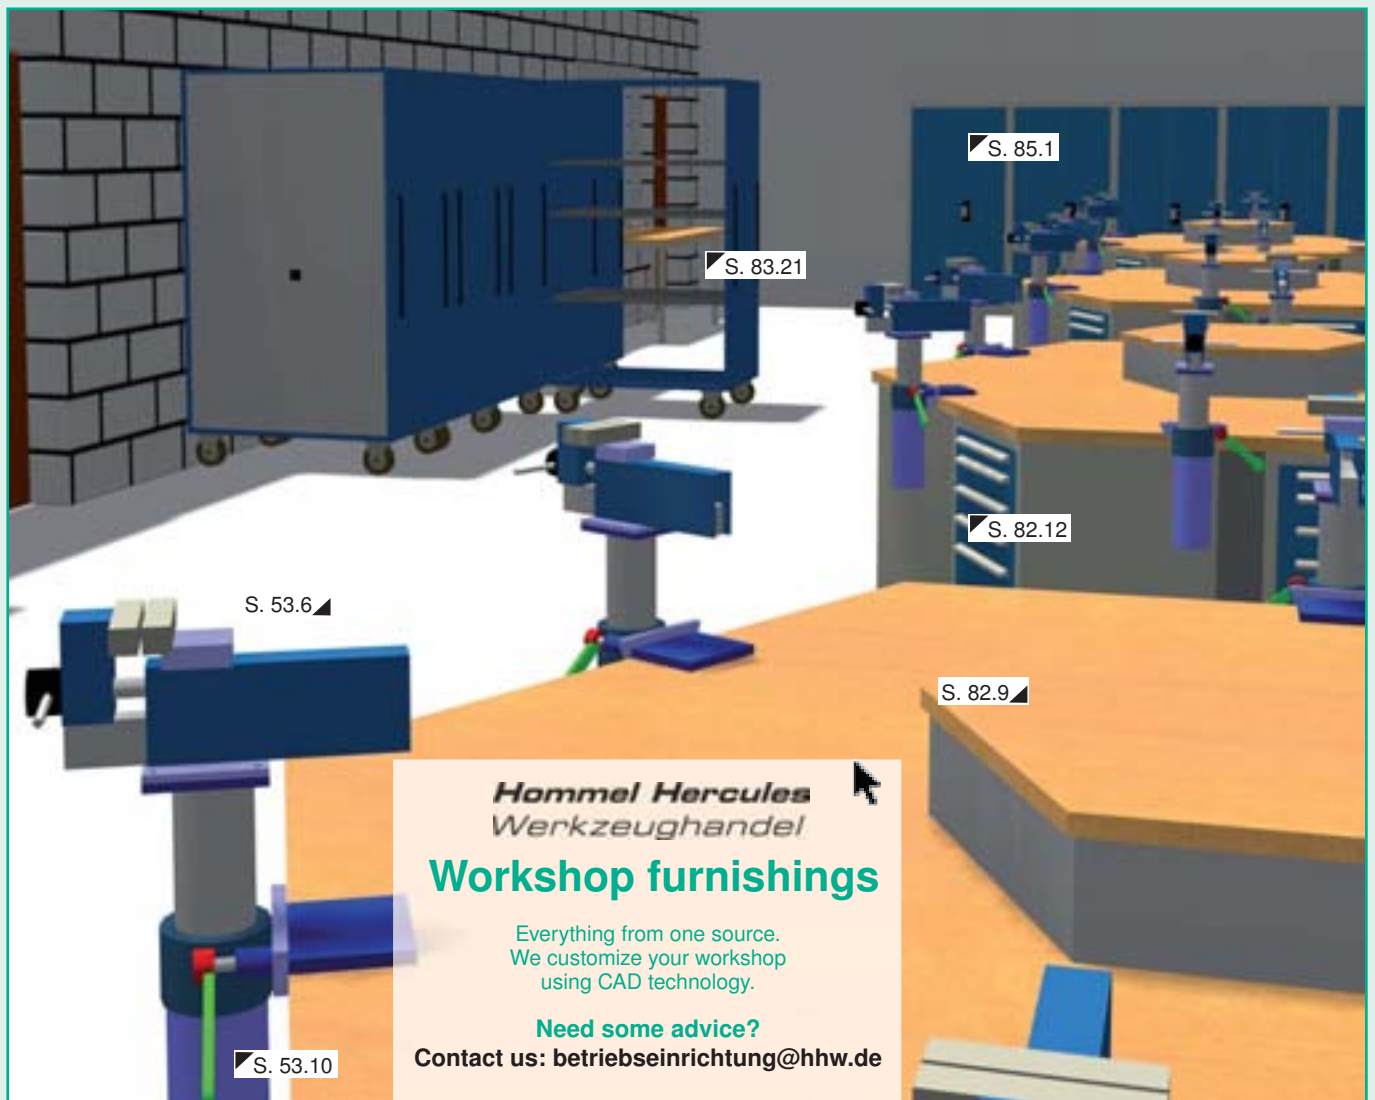 S. 85.1
S. 83.21
S. 82.12
S. 53.6
S. 82.9
Hommel Hercules
Werkzeughandel
Workshop furnishings
Everything from one source.
We customize your workshop
using CAD technology.
Need some advice?
Contact us: betriebseinrichtung@hhw.de
S. 53.10